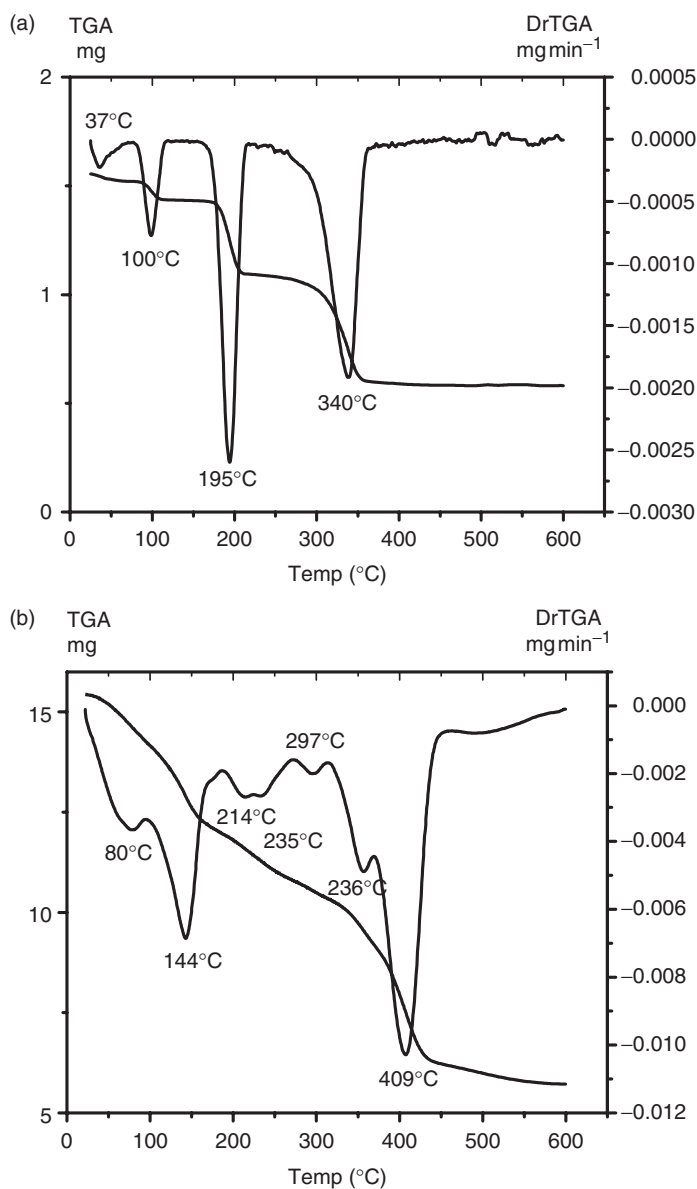 (a) TGA mg DrTGA mg min−1
2
1
0
0.0005
0.0000
−0.0005
−0.0010
−0.0015
−0.0020
−0.0025
−0.0030
37°C
100°C
195°C
340°C
0 100 200 300 400 500 600
Temp (°C)
(b) TGA mg DrTGA mg min−1
15
10
5
0.000
−0.002
−0.004
−0.006
−0.008
−0.010
−0.012
297°C
214°C
235°C
80°C
236°C
144°C
409°C
0 100 200 300 400 500 600
Temp (°C)